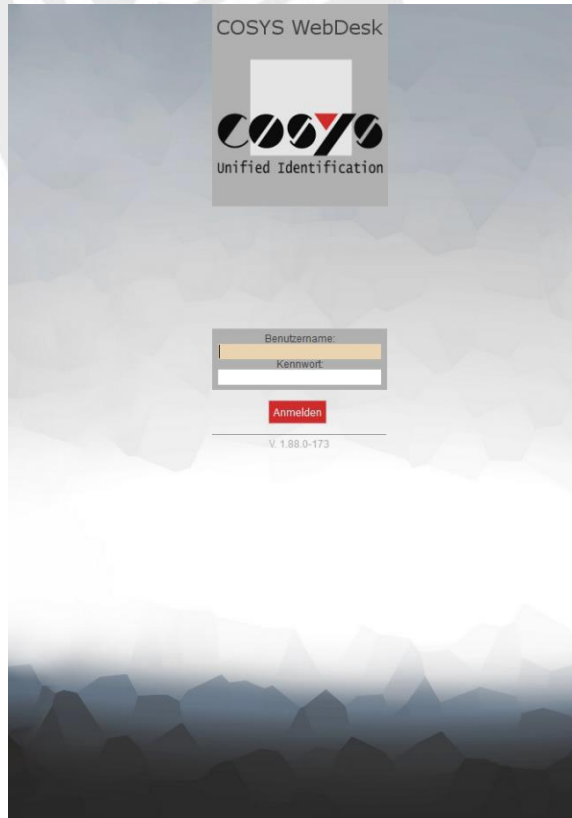 COSYS WebDesk
COSYS
Unified Identification
Benutzername:
Kennwort:
Anmelden
V. 1.88.0-173